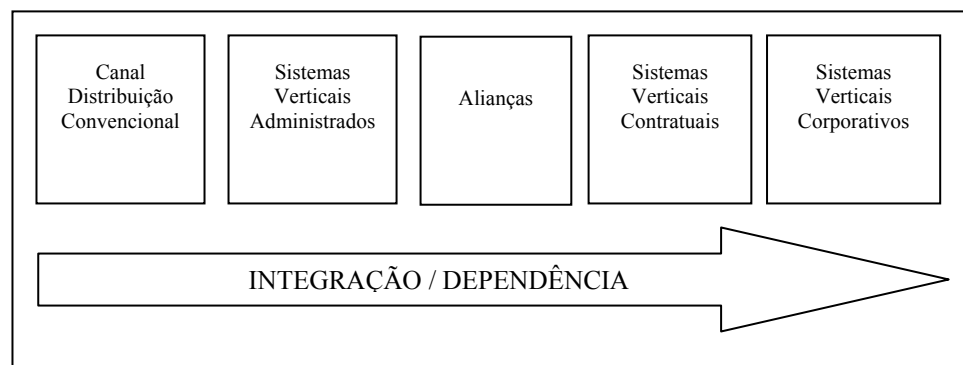 Canal
Distribuição
Convencional
Sistemas
Verticais
Administrados
Alianças
Sistemas
Verticais
Contratuais
Sistemas
Verticais
Corporativos
INTEGRAÇÃO / DEPENDÊNCIA